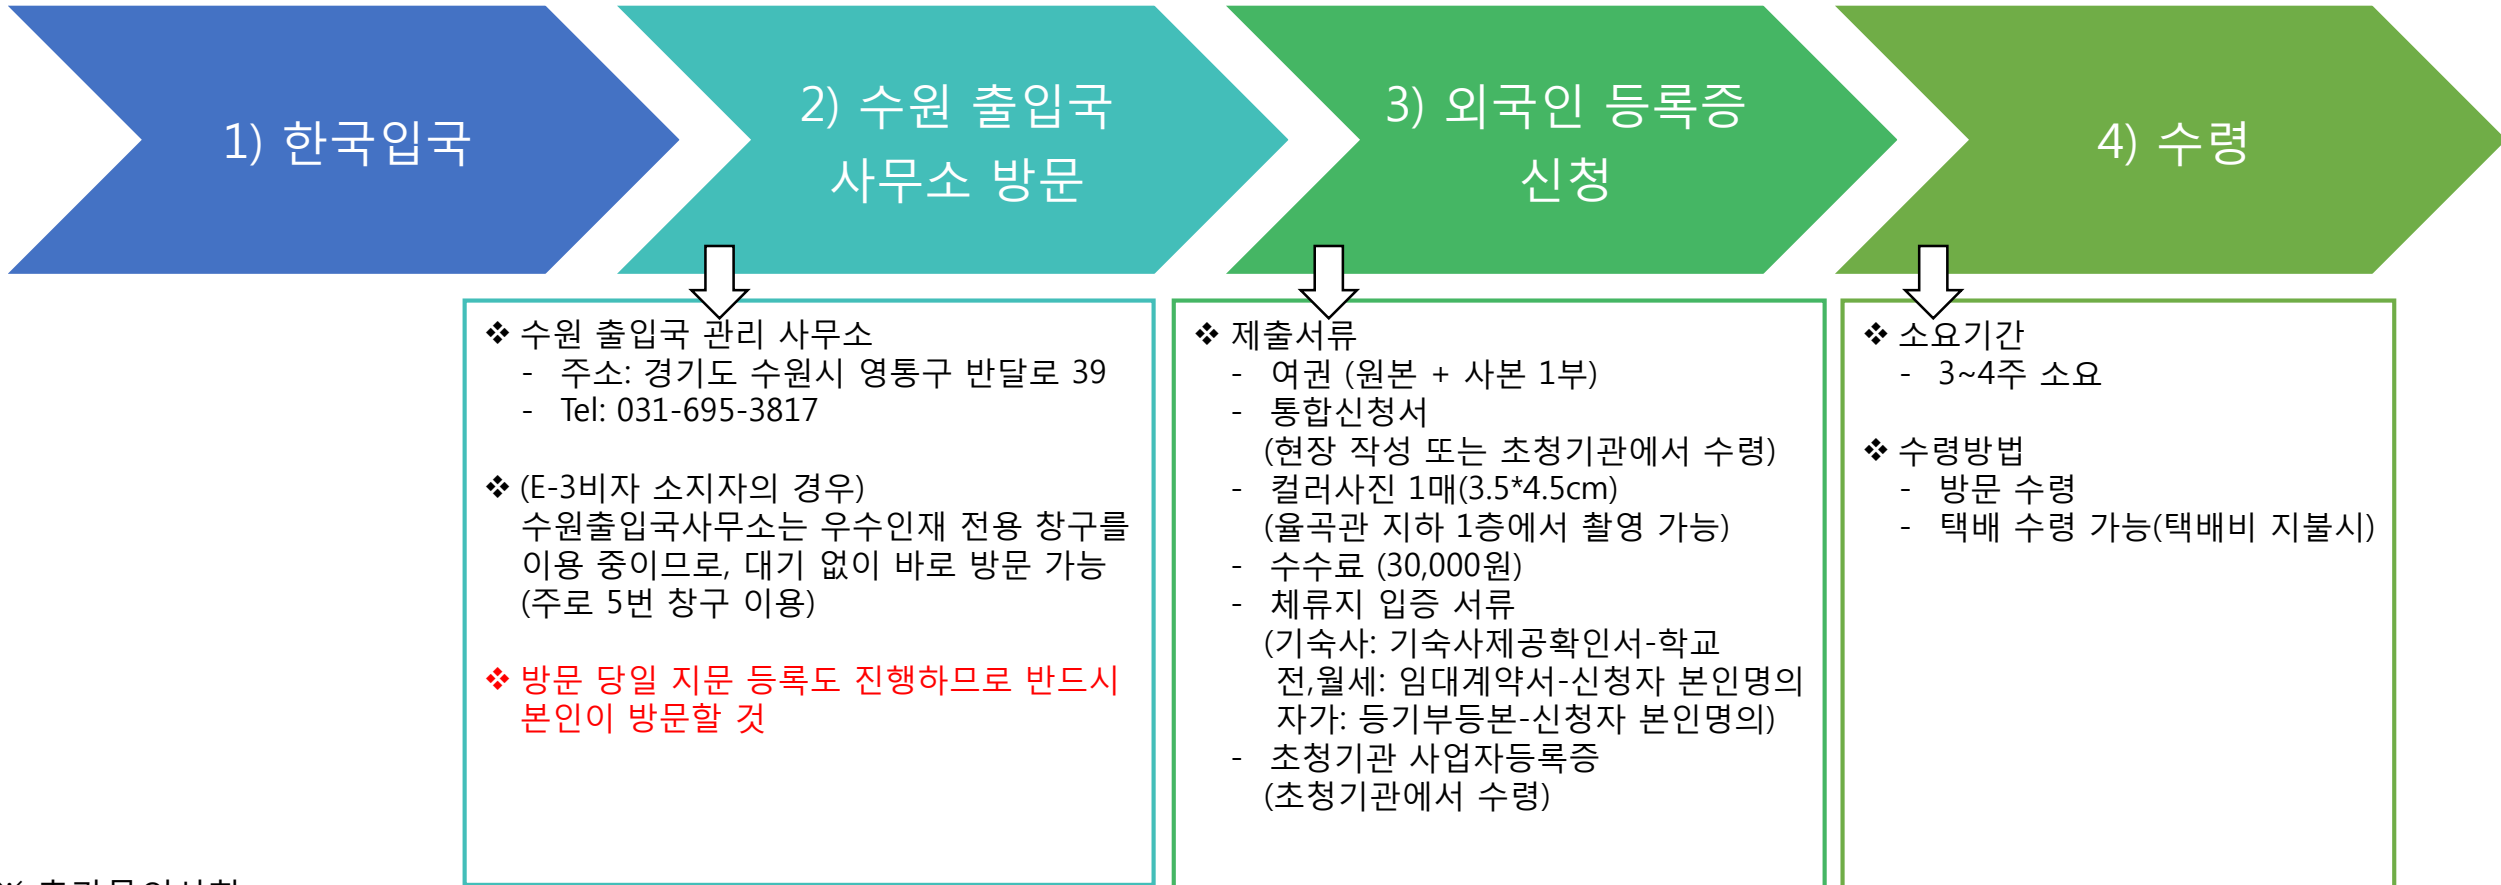 1) 한국입국
2) 수원 출입국
사무소 방문
3) 외국인 등록증
신청
4) 수령
❖ 수원 출입국 관리 사무소
- 주소: 경기도 수원시 영통구 반달로 39
- Tel: 031-695-3817
❖ (E-3비자 소지자의 경우)
수원출입국사무소는 우수인재 전용 창구를
이용 중이므로, 대기 없이 바로 방문 가능
(주로 5번 창구 이용)
❖ 방문 당일 지문 등록도 진행하므로 반드시
본인이 방문할 것
❖ 제출서류
- 여권 (원본 + 사본 1부)
- 통합신청서
(현장 작성 또는 초청기관에서 수령)
- 컬러사진 1매(3.5*4.5cm)
(율곡관 지하 1층에서 촬영 가능)
- 수수료 (30,000원)
- 체류지 입증 서류
(기숙사: 기숙사제공확인서-학교
전,월세: 임대계약서-신청자 본인명의
자가: 등기부등본-신청자 본인명의)
- 초청기관 사업자등록증
(초청기관에서 수령)
❖ 소요기간
- 3~4주 소요
❖ 수령방법
- 방문 수령
- 택배 수령 가능(택배비 지불시)